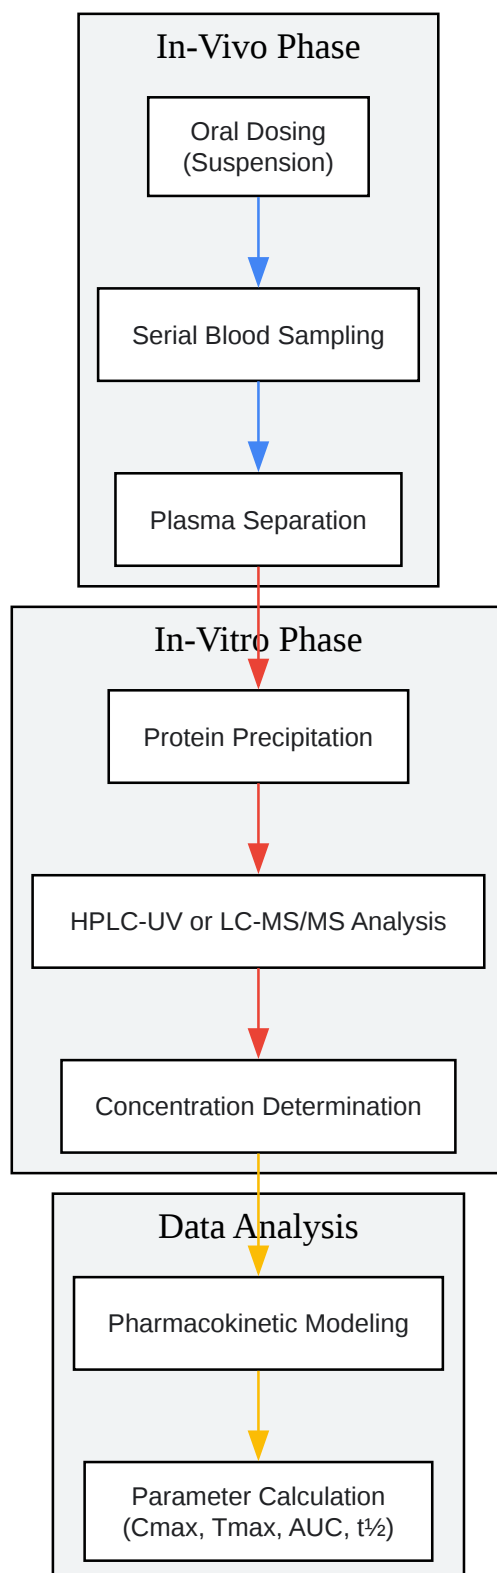 In-Vivo Phase
Oral Dosing
(Suspension)
Serial Blood Sampling
Plasma Separation
In-Vitro Phase
Protein Precipitation
HPLC-UV or LC-MS/MS Analysis
Concentration Determination
Data Analysis
Pharmacokinetic Modeling
Parameter Calculation
(Cmax, Tmax, AUC, t½)